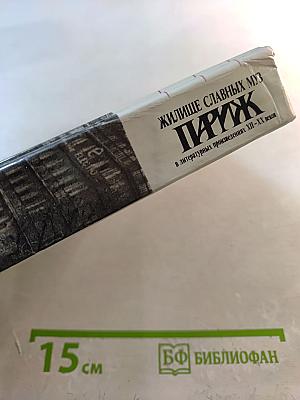 ЖИЛИЩЕ СЛАВНЫХ МУЗ
ПАРИЖ
в литературных произведениях XII–XX веков
15 см
БФ БИБЛИОФАН